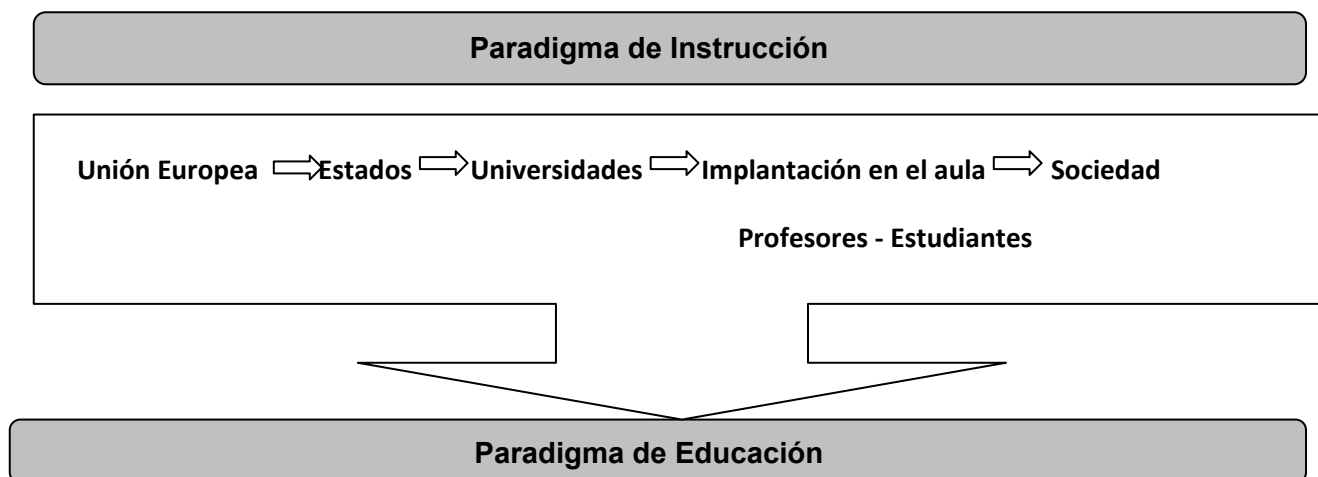 Paradigma de Instrucción
Unión Europea Estados Universidades Implantación en el aula Sociedad
Profesores - Estudiantes
Paradigma de Educación